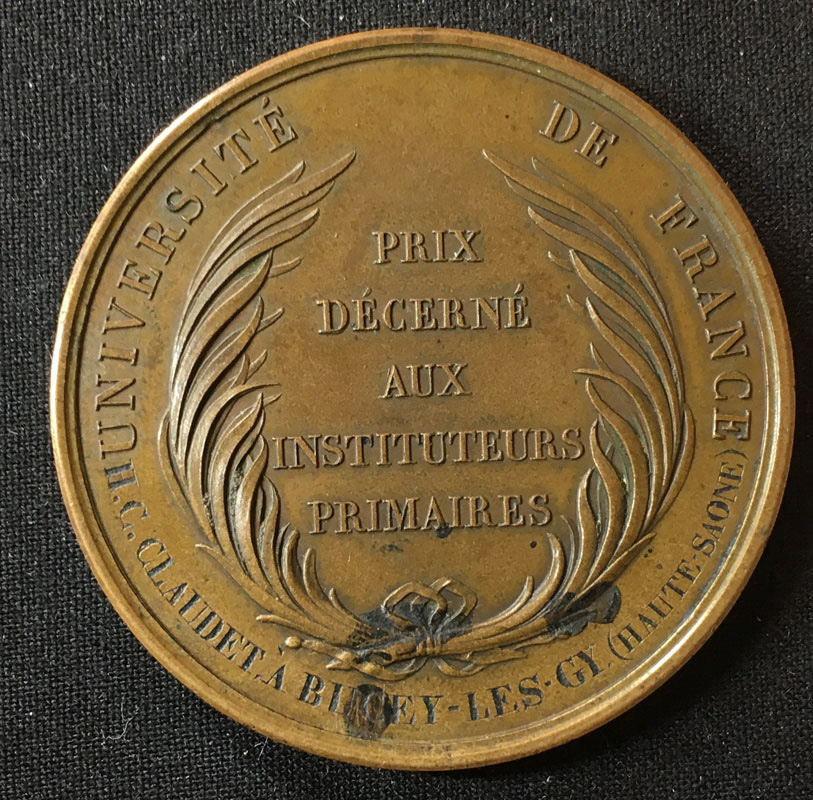 UNIVERSITÉ DE FRANCE
PRIX
DÉCERNÉ
AUX
INSTITUTEURS
PRIMAIRES
H.C. CLAUDET, À BUCEY-LES-GY. (HAUTE-SAONE)